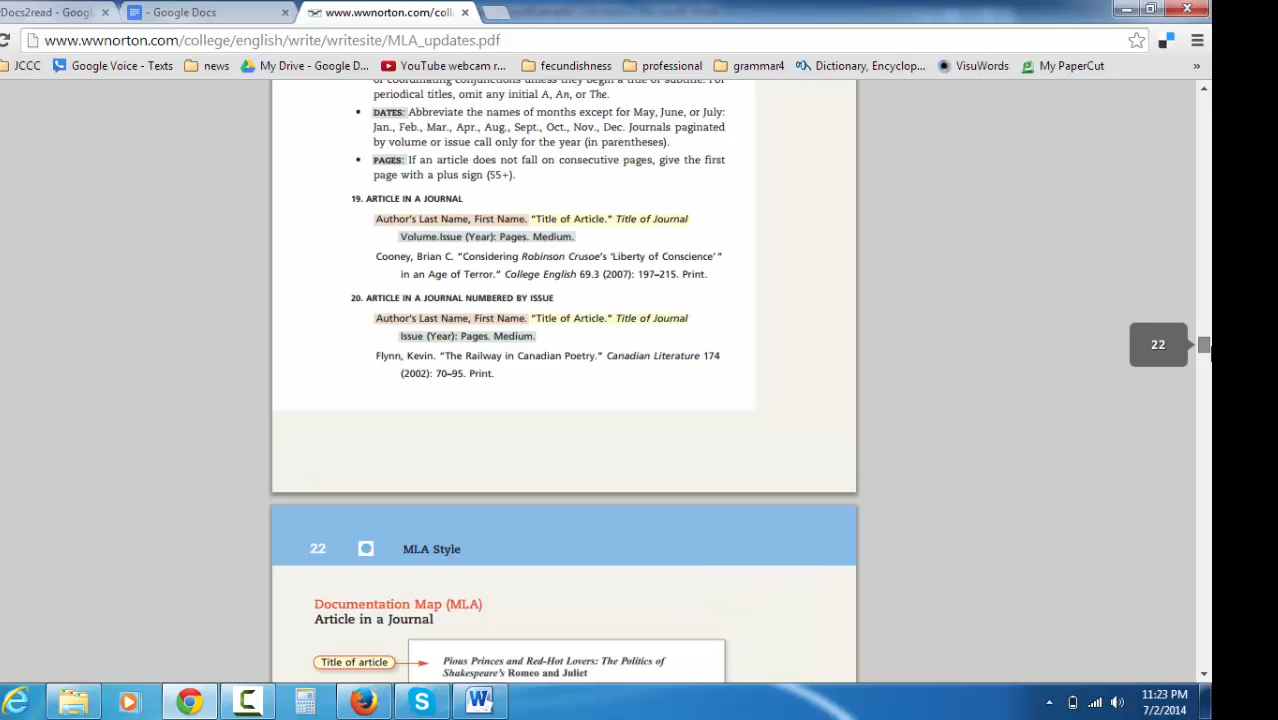 Docs2read - Googl
- Google Docs
www.wwnorton.com/coll
www.wwnorton.com/college/english/write/writesite/MLA_updates.pdf
JCCC
Google Voice - Texts
news
My Drive - Google D...
YouTube webcam r...
fecundishness
professional
grammar4
Dictionary, Encyclop...
VisuWords
My PaperCut
»
of coordinating conjunctions unless they begin a title or subtitle. For
periodical titles, omit any initial A, An, or The.
• DATES: Abbreviate the names of months except for May, June, or July:
Jan., Feb., Mar., Apr., Aug., Sept., Oct., Nov., Dec. Journals paginated
by volume or issue call only for the year (in parentheses).
• PAGES: If an article does not fall on consecutive pages, give the first
page with a plus sign (55+).
19. ARTICLE IN A JOURNAL
Author's Last Name, First Name. "Title of Article." Title of Journal
Volume.Issue (Year): Pages. Medium.
Cooney, Brian C. "Considering Robinson Crusoe's 'Liberty of Conscience'"
in an Age of Terror." College English 69.3 (2007): 197–215. Print.
20. ARTICLE IN A JOURNAL NUMBERED BY ISSUE
Author's Last Name, First Name. "Title of Article." Title of Journal
Issue (Year): Pages. Medium.
Flynn, Kevin. "The Railway in Canadian Poetry." Canadian Literature 174
(2002): 70–95. Print.
22
22 MLA Style
Documentation Map (MLA)
Article in a Journal
Title of article
Pious Princes and Red-Hot Lovers: The Politics of
Shakespeare's Romeo and Juliet
11:23 PM
7/2/2014